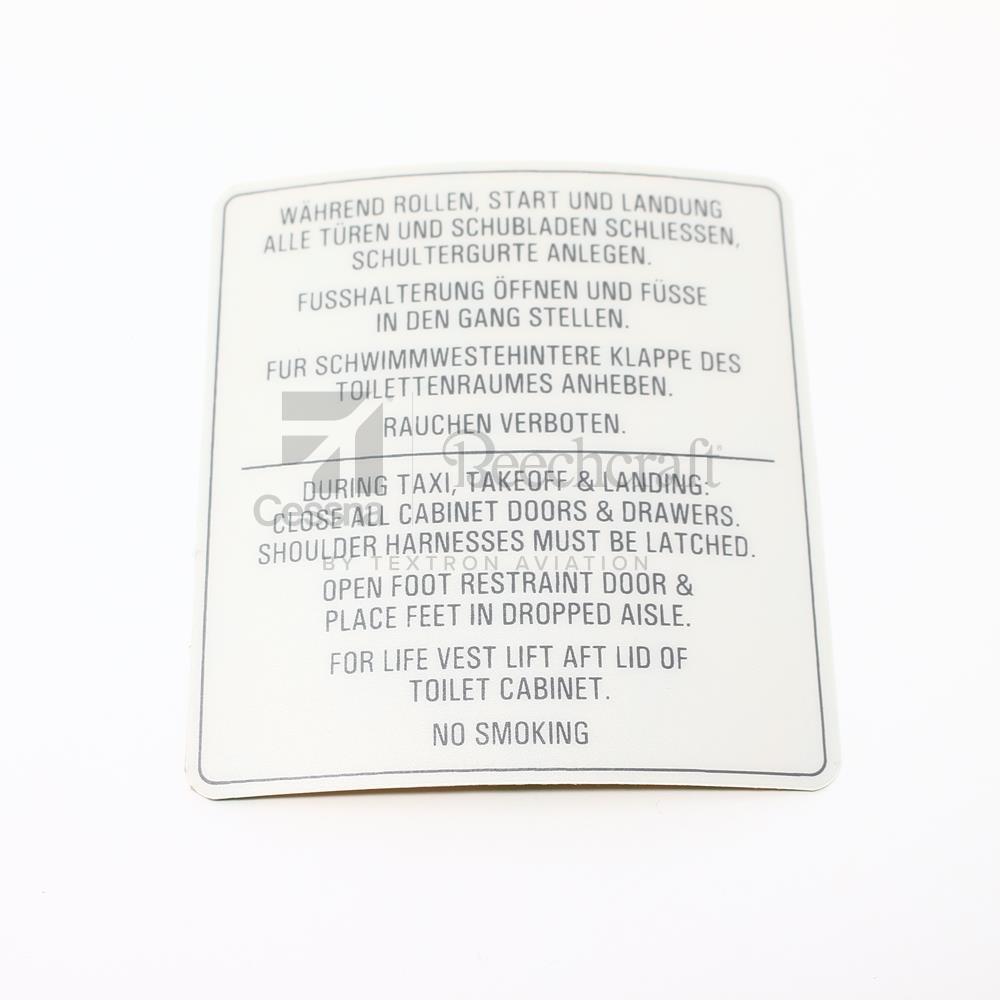 WÄHREND ROLLEN, START UND LANDUNG
ALLE TÜREN UND SCHUBLADEN SCHLIESSEN,
SCHULTERGURTE ANLEGEN.
FUSSHALTERUNG ÖFFNEN UND FÜSSE
IN DEN GANG STELLEN.
FUR SCHWIMMWESTEHINTERE KLAPPE DES
TOILETTENRAUMES ANHEBEN.
RAUCHEN VERBOTEN.
Beechcraft®
DURING TAXI, TAKEOFF & LANDING:
Cessna
CLOSE ALL CABINET DOORS & DRAWERS.
SHOULDER HARNESSES MUST BE LATCHED.
BY TEXTRON AVIATION
OPEN FOOT RESTRAINT DOOR &
PLACE FEET IN DROPPED AISLE.
FOR LIFE VEST LIFT AFT LID OF
TOILET CABINET.
NO SMOKING